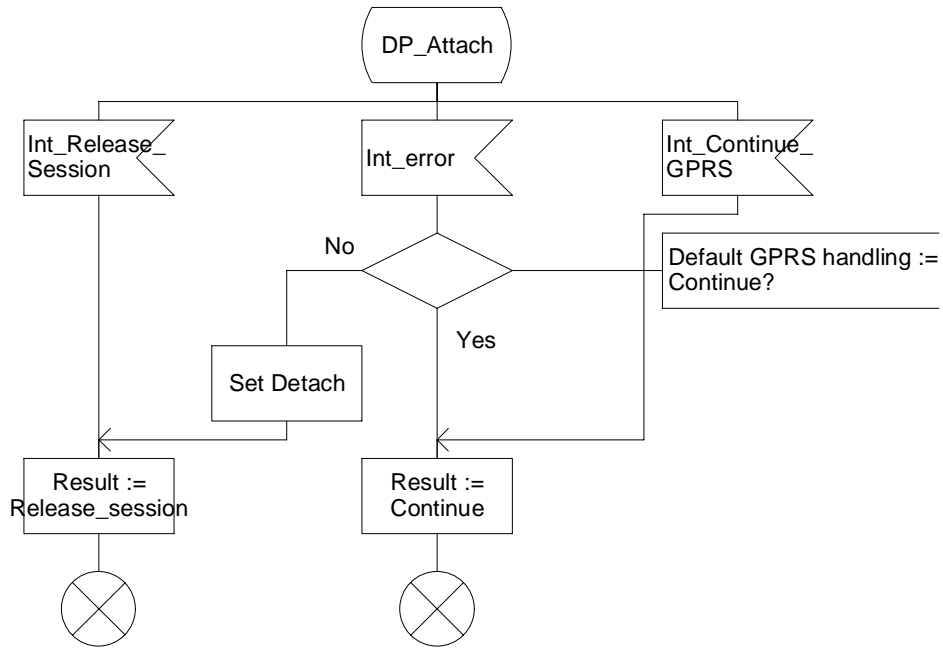 DP_Attach
Int_Release_
Session
Int_error
Int_Continue_
GPRS
No
Default GPRS handling :=
Continue?
Yes
Set Detach
Result :=
Release_session
Result :=
Continue